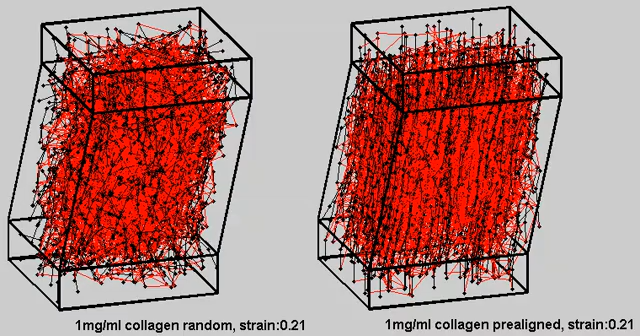 1mg/ml collagen random, strain:0.21
1mg/ml collagen prealigned, strain:0.21